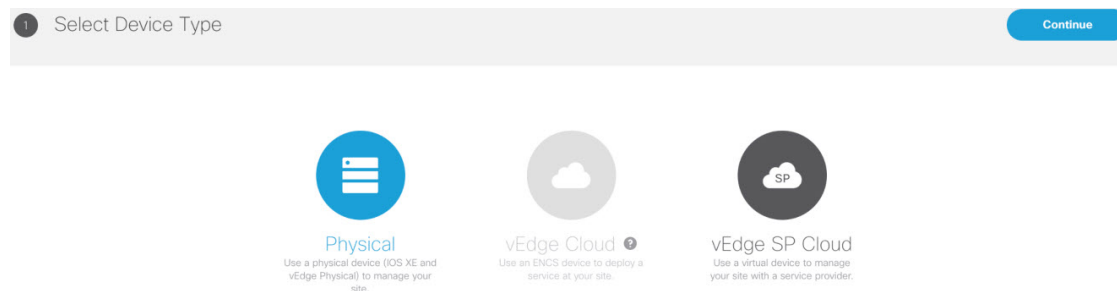 1 Select Device Type
Continue
SP
Physical
Use a physical device (IOS XE and
vEdge Physical) to manage your
site.
vEdge Cloud ?
Use an ENCS device to deploy a
service at your site.
vEdge SP Cloud
Use a virtual device to manage
your site with a service provider.